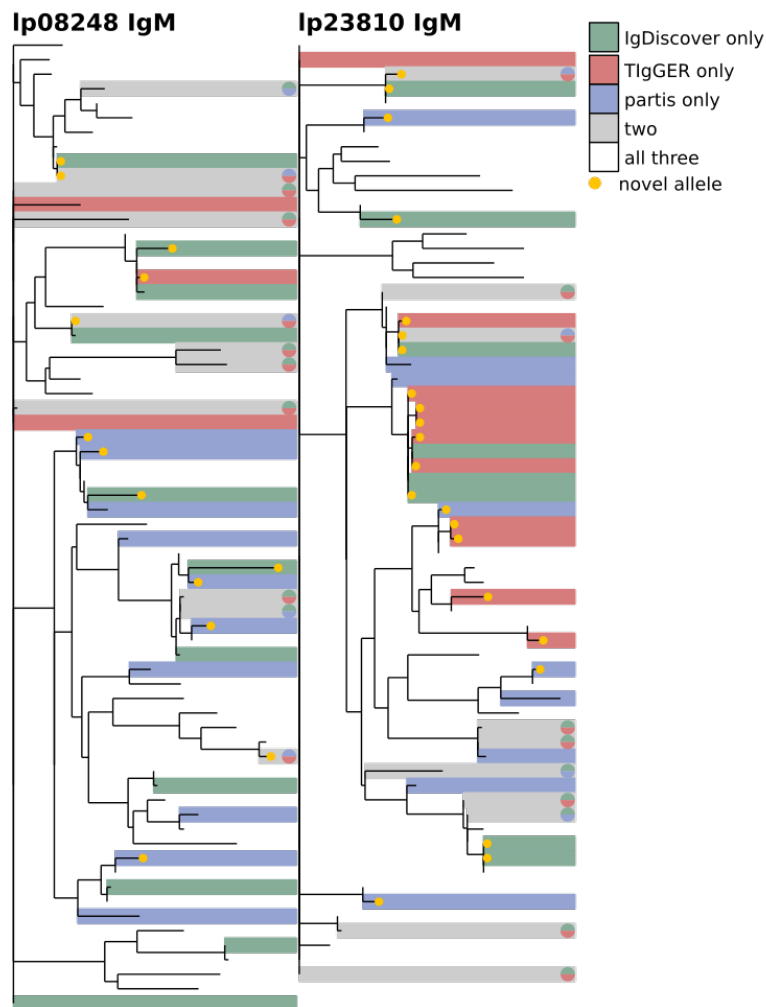 lp08248 IgM
lp23810 IgM
IgDiscover only
TIgGER only
partis only
two
all three
novel allele